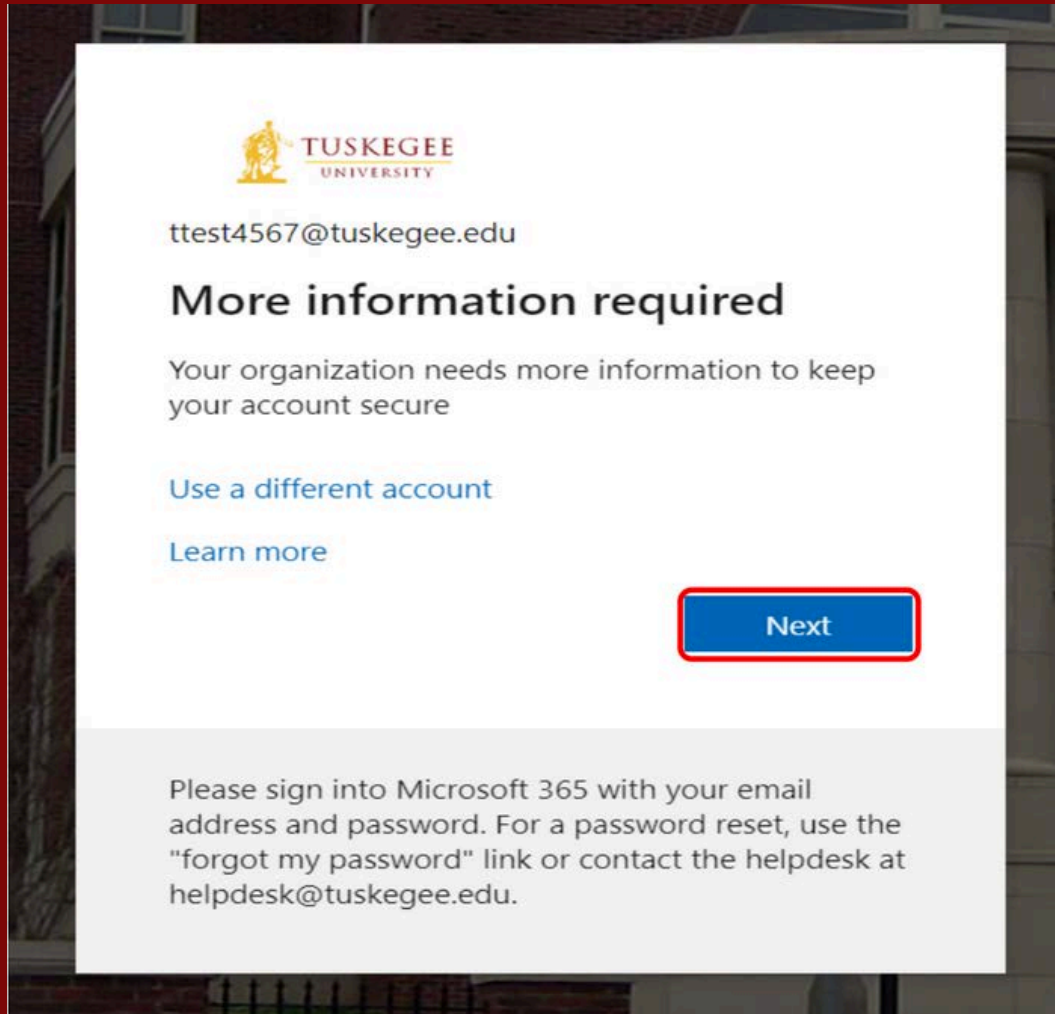 TUSKEGEE
UNIVERSITY
ttest4567@tuskegee.edu
More information required
Your organization needs more information to keep
your account secure
Use a different account
Learn more
Next
Please sign into Microsoft 365 with your email
address and password. For a password reset, use the
"forgot my password" link or contact the helpdesk at
helpdesk@tuskegee.edu.